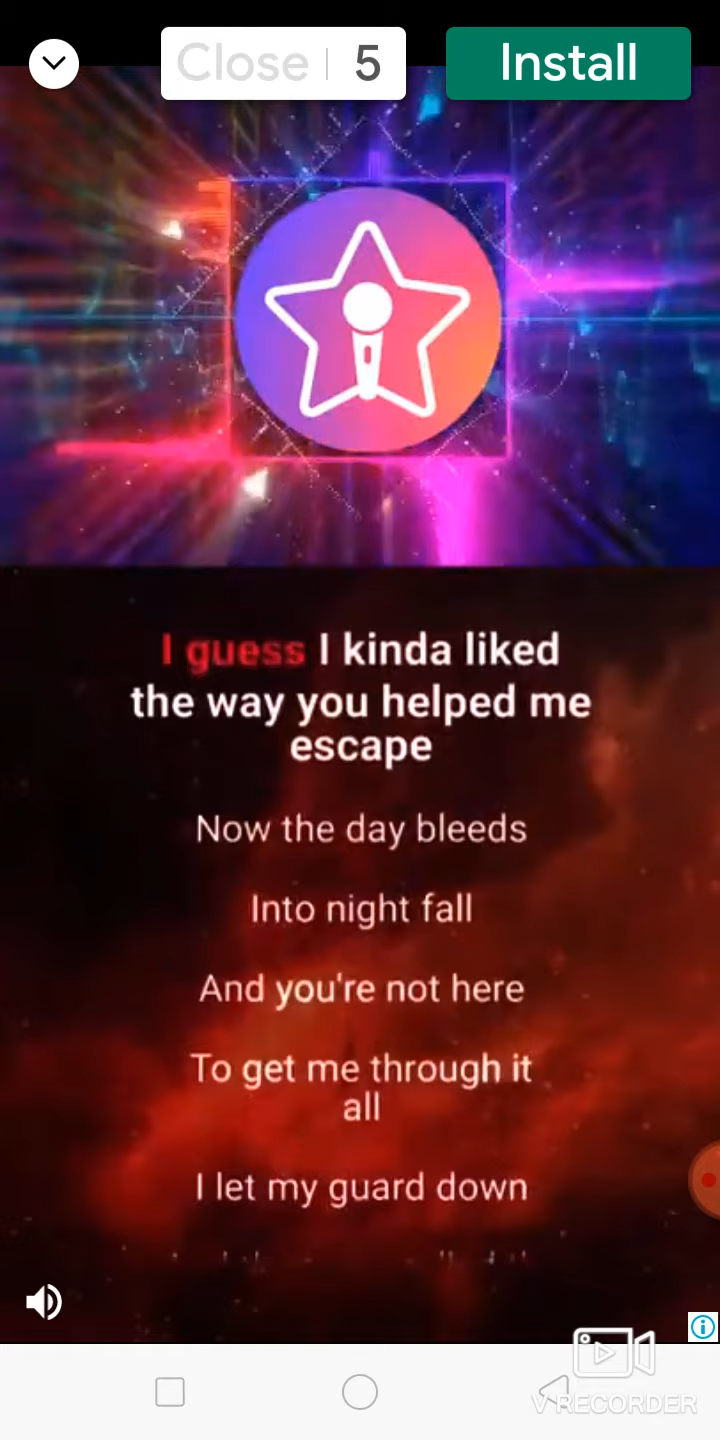 Close | 5
Install
I guess I kinda liked
the way you helped me
escape
Now the day bleeds
Into night fall
And you're not here
To get me through it
all
I let my guard down
V RECORDER